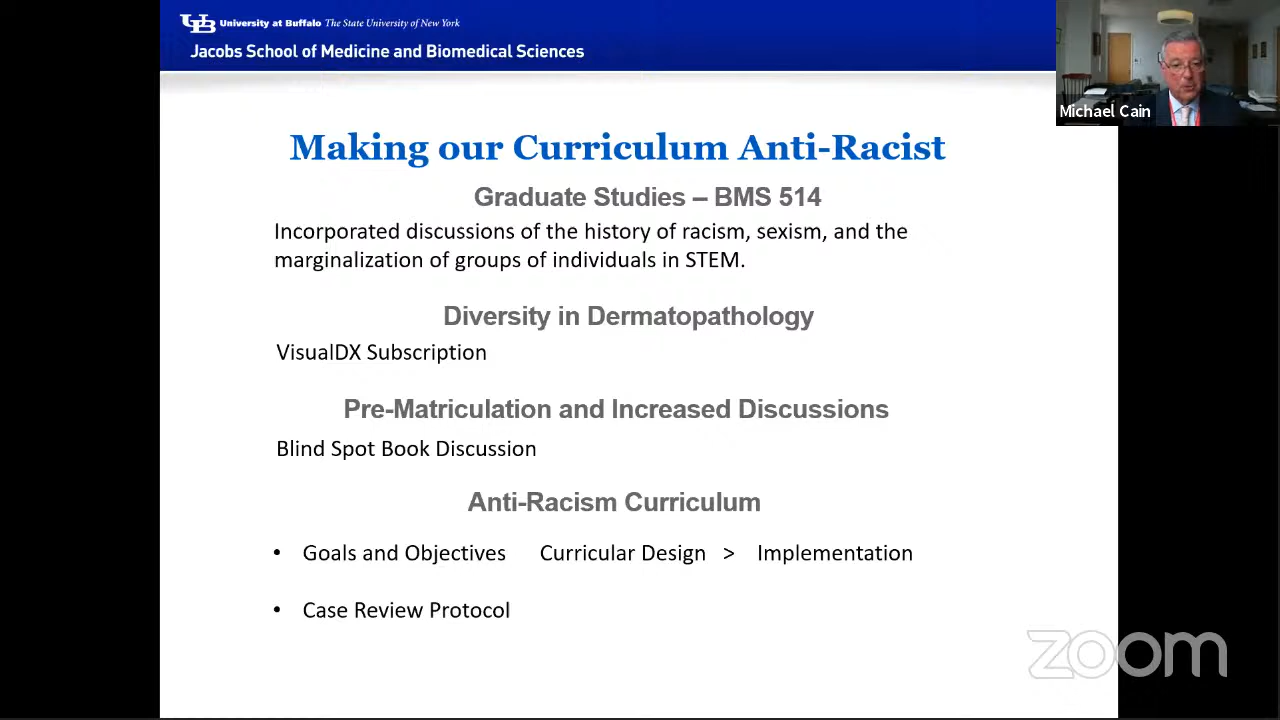 UB University at Buffalo The State University of New York
Jacobs School of Medicine and Biomedical Sciences
Michael Cain
Making our Curriculum Anti-Racist
Graduate Studies – BMS 514
Incorporated discussions of the history of racism, sexism, and the
marginalization of groups of individuals in STEM.
Diversity in Dermatopathology
VisualDX Subscription
Pre-Matriculation and Increased Discussions
Blind Spot Book Discussion
Anti-Racism Curriculum
• Goals and Objectives Curricular Design > Implementation
• Case Review Protocol
zoom